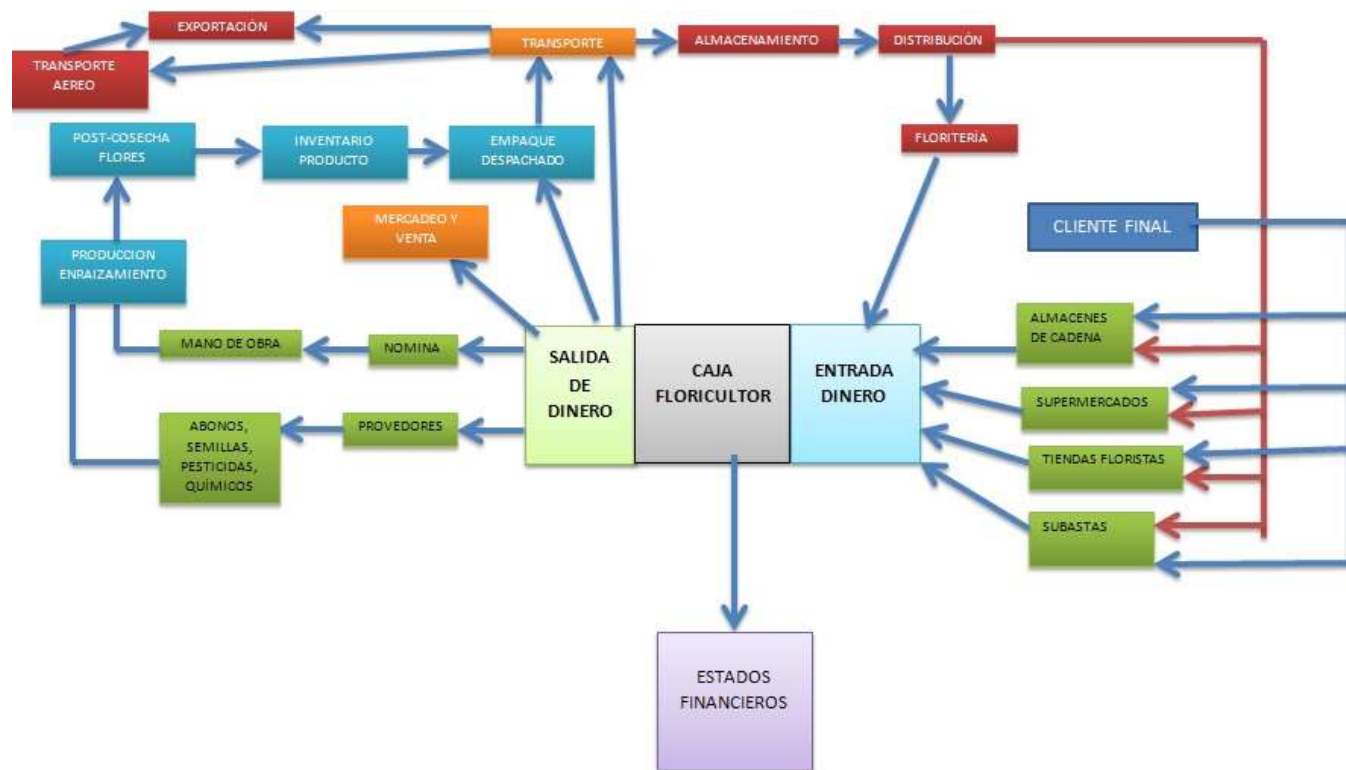 EXPORTACIÓN
TRANSPORTE
ALMACENAMIENTO
DISTRIBUCIÓN
TRANSPORTE
AEREO
POST-COSECHA
FLORES
INVENTARIO
PRODUCTO
EMPAQUE
DESPACHADO
FLORITERÍA
MERCADEO Y
VENTA
CLIENTE FINAL
PRODUCCION
ENRAIZAMIENTO
MANO DE OBRA
NOMINA
SALIDA
DE
DINERO
CAJA
FLORICULTOR
ENTRADA
DINERO
ALMACENES
DE CADENA
SUPERMERCADOS
ABONOS,
SEMILLAS,
PESTICIDAS,
QUÍMICOS
PROVEDORES
TIENDAS FLORISTAS
SUBASTAS
ESTADOS
FINANCIEROS